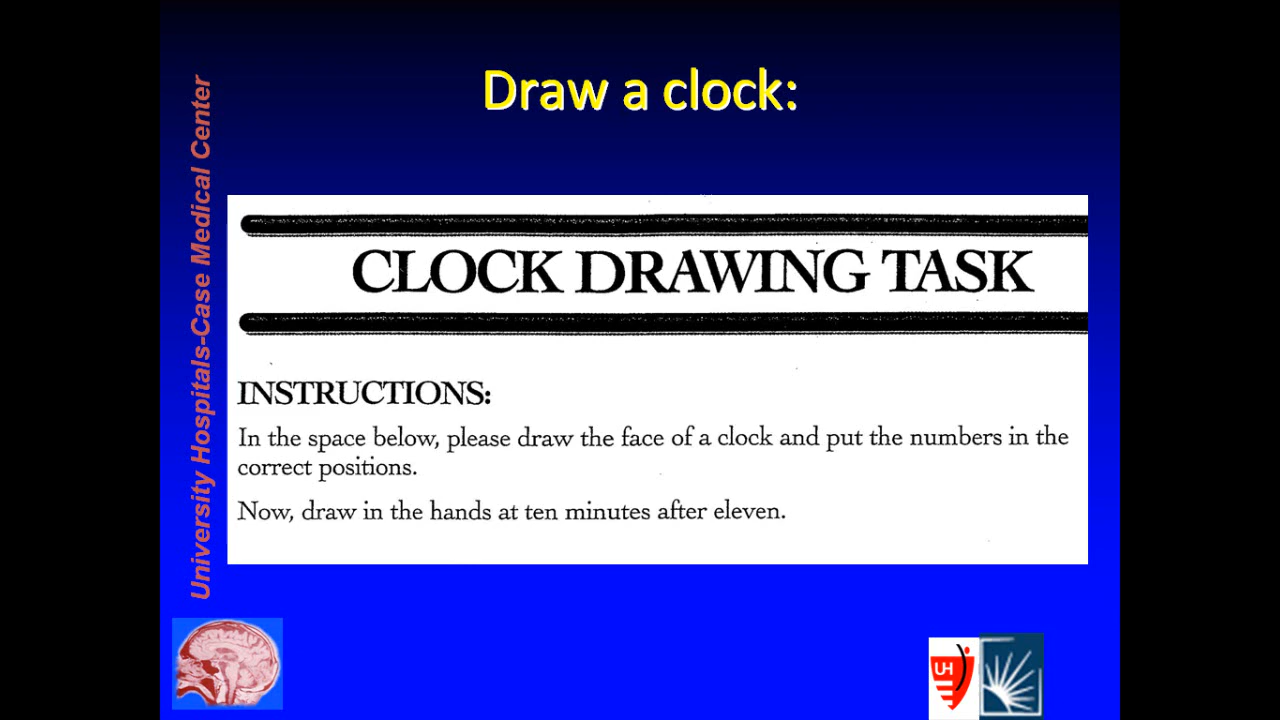 Draw a clock:
University Hospitals-Case Medical Center
CLOCK DRAWING TASK
INSTRUCTIONS:
In the space below, please draw the face of a clock and put the numbers in the
correct positions.
Now, draw in the hands at ten minutes after eleven.
UH